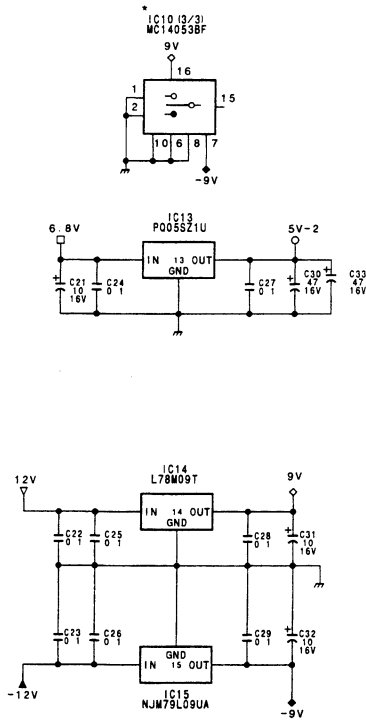 *
IC10 (3/3)
MC14053BF
9V
16
1
2
15
10 6 8 7
-9V
IC13
PQ05SZ1U
6.8V
5V-2
IN 13 OUT
GND
+ C21
10
16V
C24
0 1
C27
0 1
+ C30
47
16V
+ C33
47
16V
IC14
L78M09T
12V
9V
IN 14 OUT
GND
C22
0 1
C25
0 1
C28
0 1
+ C31
10
16V
C23
0 1
C26
0 1
C29
0 1
+ C32
10
16V
GND
IN 15 OUT
-12V
IC15
NJM79L09UA
-9V